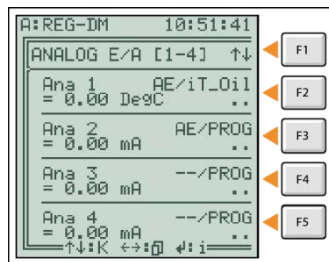 A:REG-DM 10:51:41
ANALOG E/A [1-4] ↑↓
F1
Ana 1 AE/iT_Oil
= 0.00 DegC ..
F2
Ana 2 AE/PROG
= 0.00 mA ..
F3
Ana 3 --/PROG
= 0.00 mA ..
F4
Ana 4 --/PROG
= 0.00 mA ..
F5
↑↓:K ←→:🗇 ↲:i